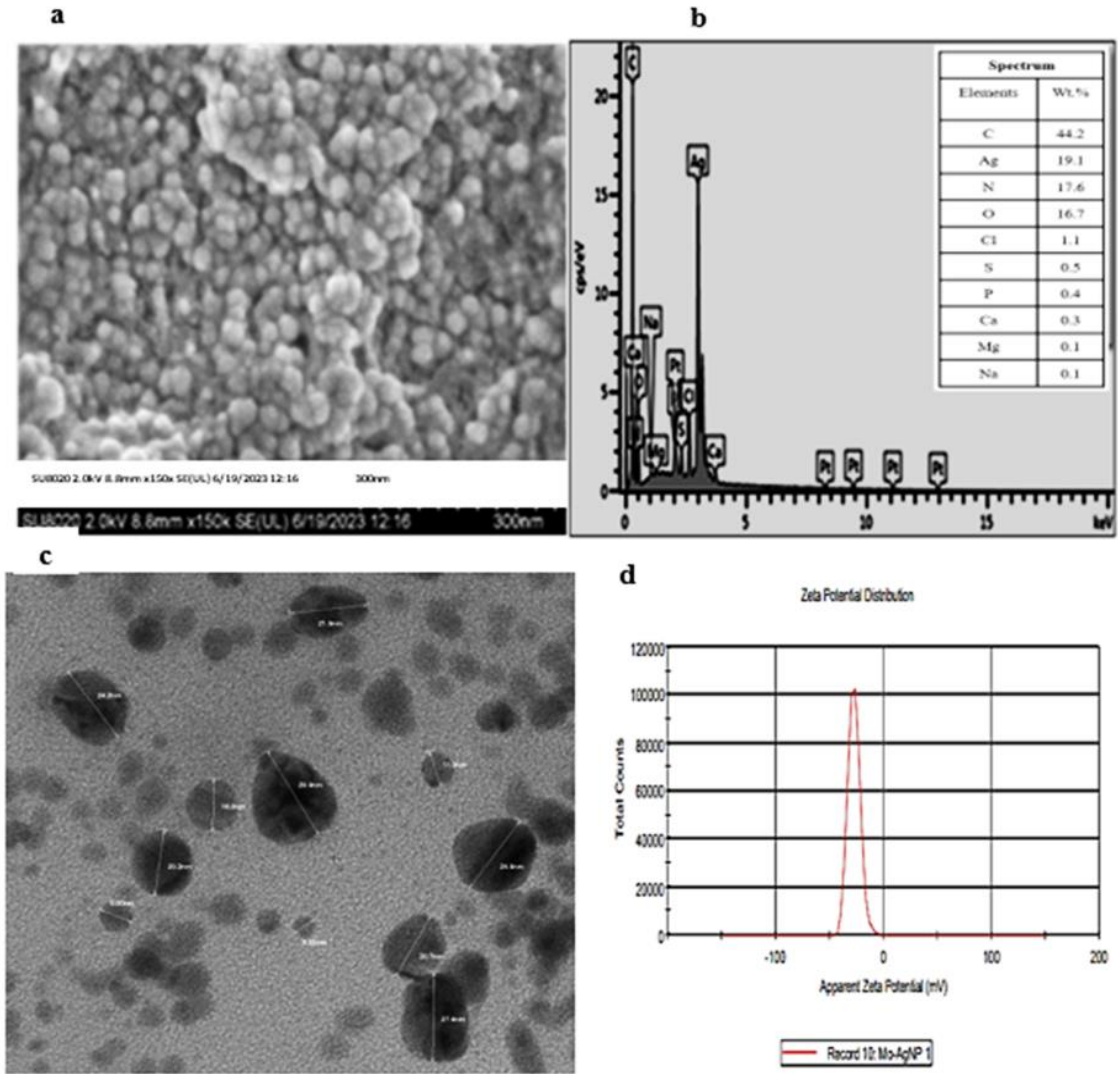 a
SU8020 2.0kV 8.8mm x150x SE(UL) 6/19/2023 12:16 300nm
SU8020 2.0kV 8.8mm x150k SE(UL) 6/19/2023 12:16 300nm
b
Spectrum
Elements Wt.%
C 44.2
Ag 19.1
N 17.6
O 16.7
Cl 1.1
S 0.5
P 0.4
Ca 0.3
Mg 0.1
Na 0.1
C
Ag
Na
Ca
O
Pt
Cl
S
Mg
Ca
Pt Pt Pt Pt
cps/eV
20
15
10
5
0
0 5 10 15 keV
c
20.2nm
27.4nm
d
Zeta Potential Distribution
Total Counts
120000
100000
80000
60000
40000
20000
0
-100 0 100 200
Apparent Zeta Potential (mV)
Record 10: Mo-AgNP 1